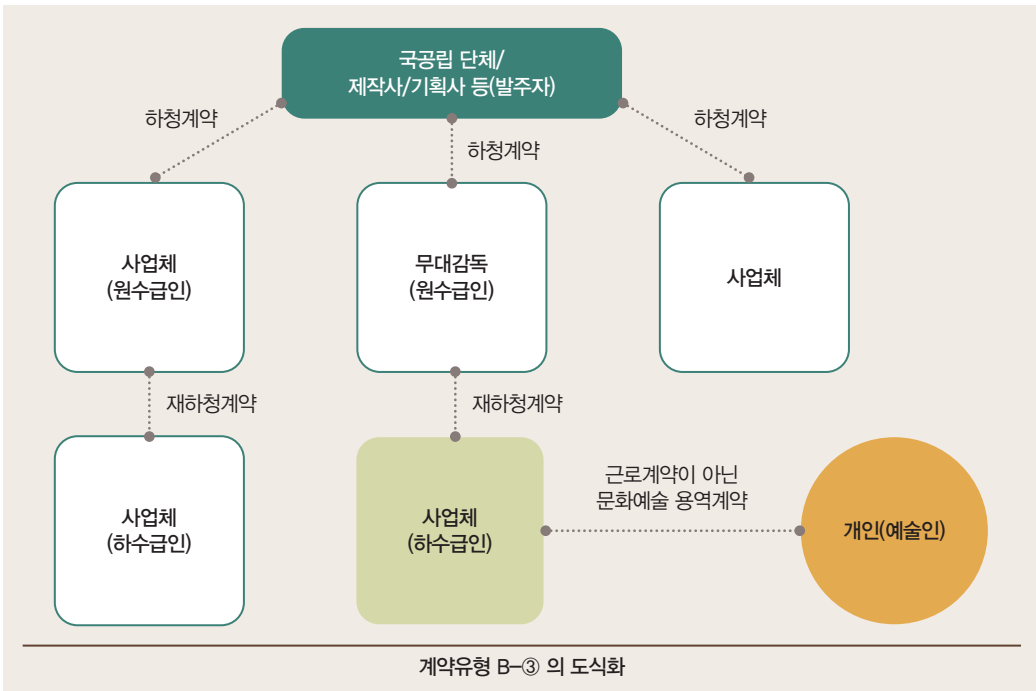 국공립 단체/
제작사/기획사 등(발주자)
하청계약
하청계약
하청계약
사업체
(원수급인)
무대감독
(원수급인)
사업체
재하청계약
재하청계약
사업체
(하수급인)
사업체
(하수급인)
근로계약이 아닌
문화예술 용역계약
개인(예술인)
계약유형 B-③ 의 도식화